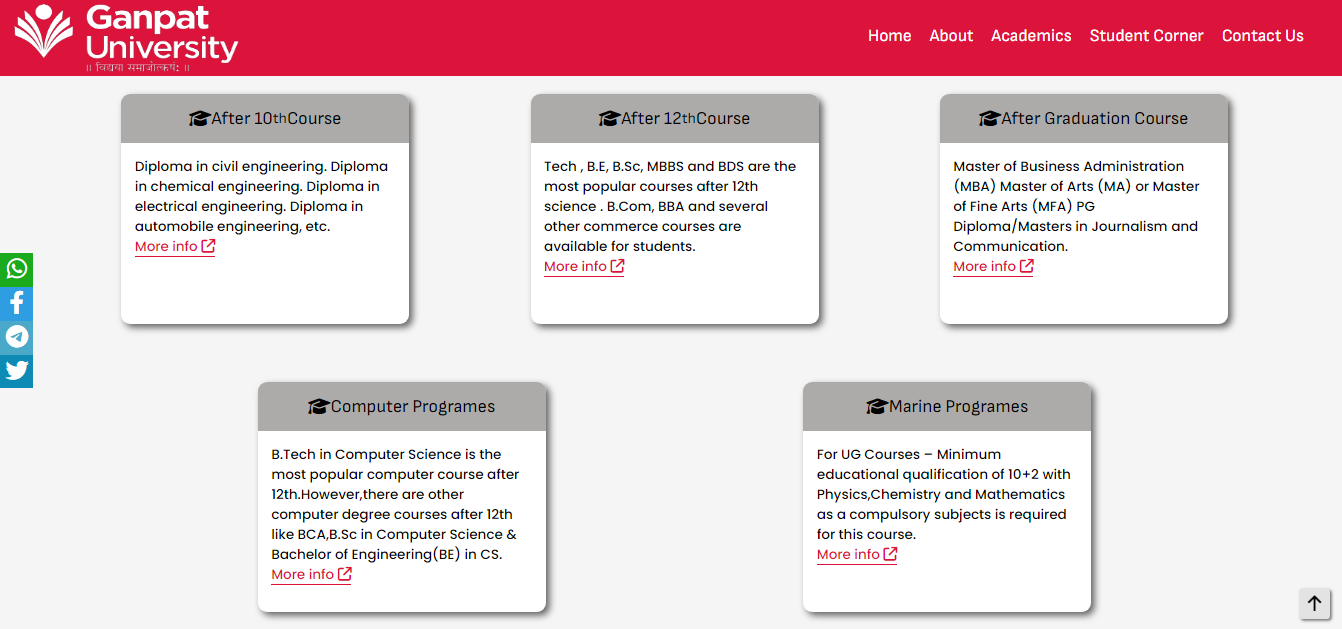 Ganpat
University
॥ विद्यया समाजोत्कर्षः ॥
Home About Academics Student Corner Contact Us
After 10thCourse
Diploma in civil engineering. Diploma
in chemical engineering. Diploma in
electrical engineering. Diploma in
automobile engineering, etc.
More info
After 12thCourse
Tech , B.E, B.Sc, MBBS and BDS are the
most popular courses after 12th
science . B.Com, BBA and several
other commerce courses are
available for students.
More info
After Graduation Course
Master of Business Administration
(MBA) Master of Arts (MA) or Master
of Fine Arts (MFA) PG
Diploma/Masters in Journalism and
Communication.
More info
Computer Programes
B.Tech in Computer Science is the
most popular computer course after
12th.However,there are other
computer degree courses after 12th
like BCA,B.Sc in Computer Science &
Bachelor of Engineering(BE) in CS.
More info
Marine Programes
For UG Courses – Minimum
educational qualification of 10+2 with
Physics,Chemistry and Mathematics
as a compulsory subjects is required
for this course.
More info